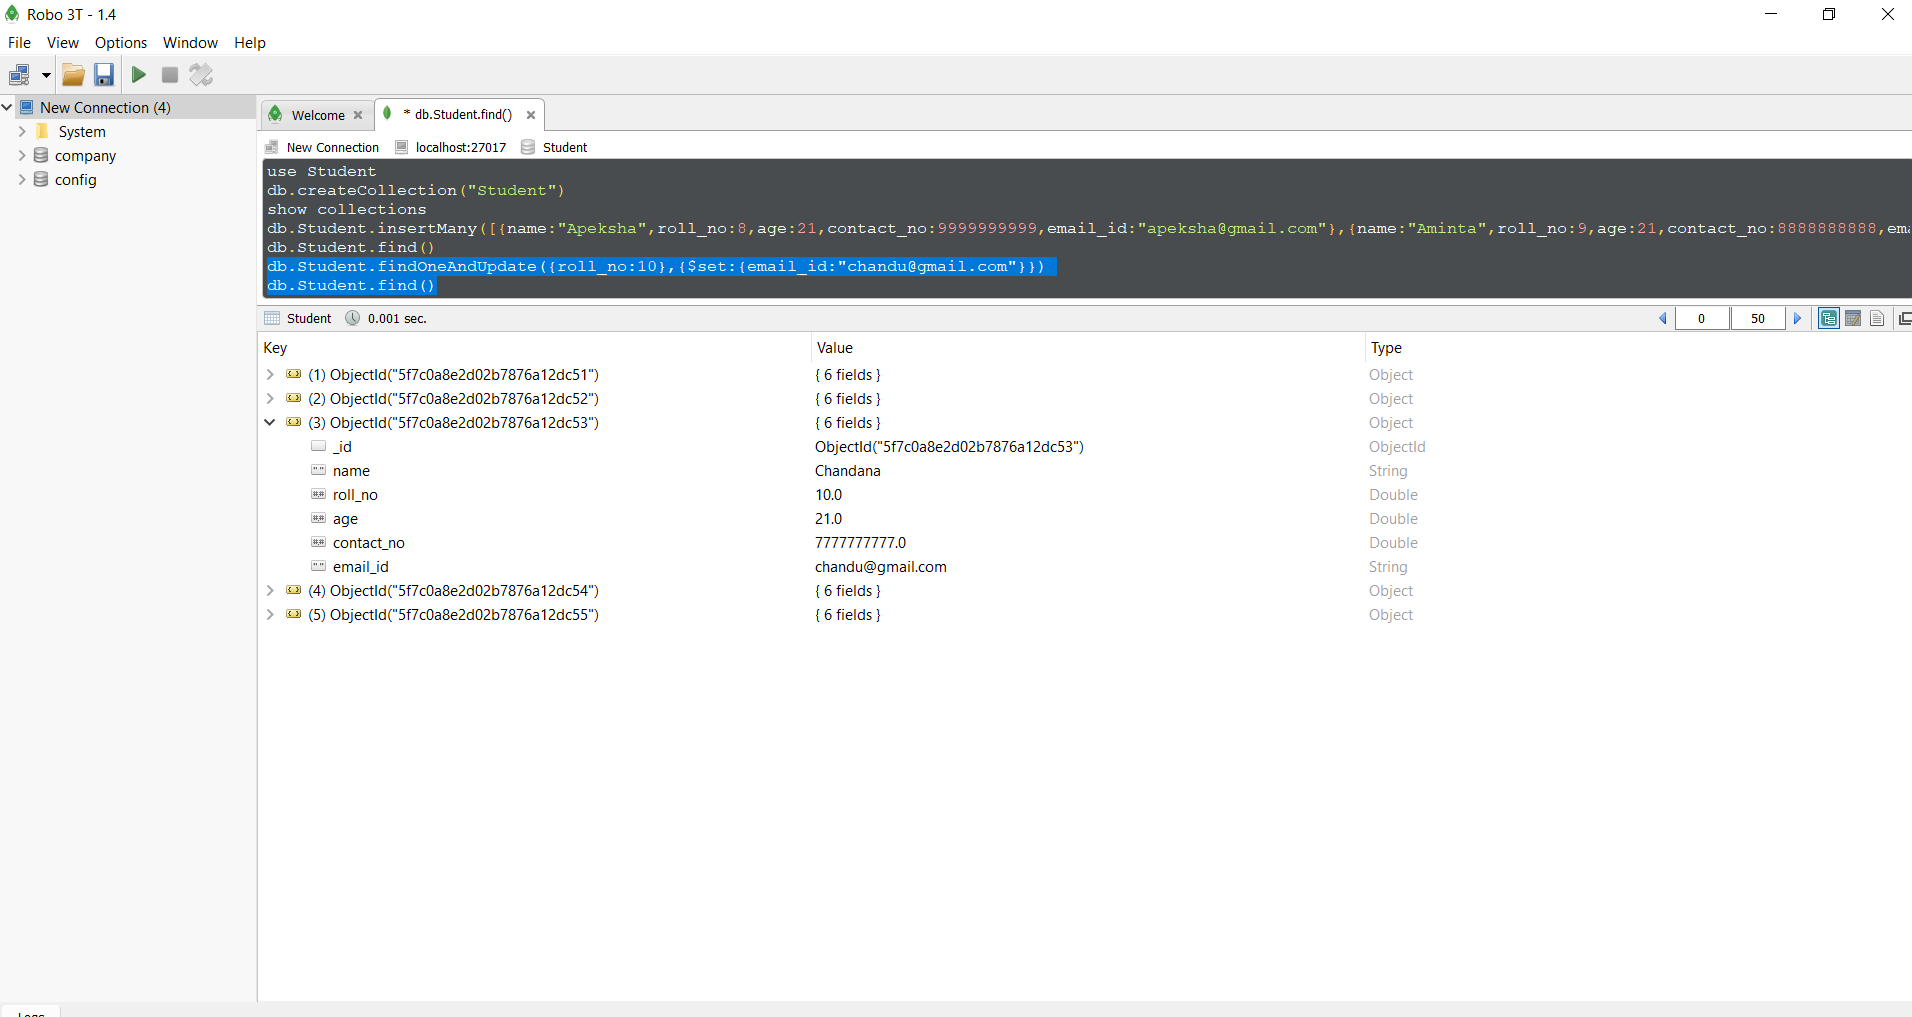 Robo 3T - 1.4
File View Options Window Help
New Connection (4)
System
company
config
Welcome
* db.Student.find()
New Connection localhost:27017 Student
use Student
db.createCollection("Student")
show collections
db.Student.insertMany([{name:"Apeksha",roll_no:8,age:21,contact_no:9999999999,email_id:"apeksha@gmail.com"},{name:"Aminta",roll_no:9,age:21,contact_no:8888888888,ema
db.Student.find()
db.Student.findOneAndUpdate({roll_no:10},{$set:{email_id:"chandu@gmail.com"}})
db.Student.find()
Student 0.001 sec. 0 50
Key Value Type
(1) ObjectId("5f7c0a8e2d02b7876a12dc51") { 6 fields } Object
(2) ObjectId("5f7c0a8e2d02b7876a12dc52") { 6 fields } Object
(3) ObjectId("5f7c0a8e2d02b7876a12dc53") { 6 fields } Object
_id ObjectId("5f7c0a8e2d02b7876a12dc53") ObjectId
name Chandana String
roll_no 10.0 Double
age 21.0 Double
contact_no 7777777777.0 Double
email_id chandu@gmail.com String
(4) ObjectId("5f7c0a8e2d02b7876a12dc54") { 6 fields } Object
(5) ObjectId("5f7c0a8e2d02b7876a12dc55") { 6 fields } Object
Logs